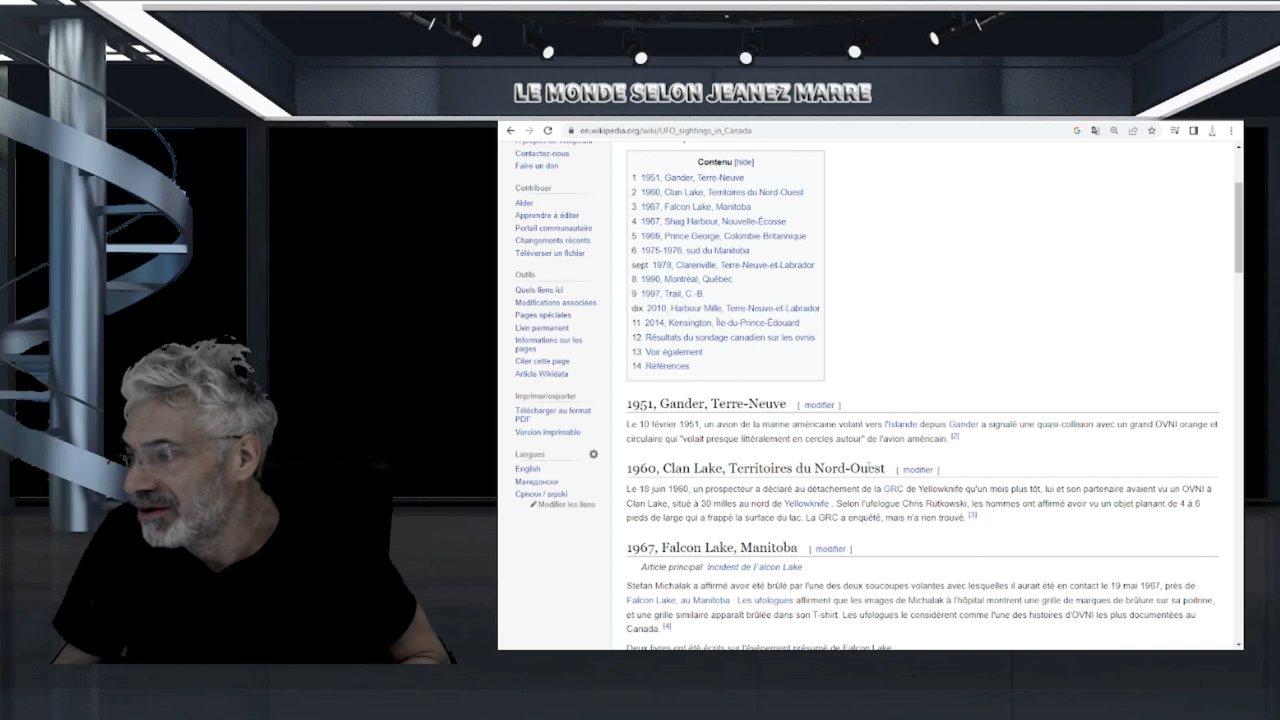 LE MONDE SELON JEANEZ MARRE
en.wikipedia.org/wiki/UFO_sightings_in_Canada
Contactez-nous
Faire un don
Contribuer
Aider
Apprendre à éditer
Portail communautaire
Changements récents
Téléverser un fichier
Outils
Quels liens ici
Modifications associées
Pages spéciales
Lien permanent
Informations sur les
pages
Citer cette page
Article Wikidata
Imprimer/exporter
Télécharger au format
PDF
Version imprimable
Langues
English
Македонски
Српски / srpski
Modifier les liens
Contenu [hide]
1 1951, Gander, Terre-Neuve
2 1960, Clan Lake, Territoires du Nord-Ouest
3 1967, Falcon Lake, Manitoba
4 1967, Shag Harbour, Nouvelle-Écosse
5 1969, Prince George, Colombie-Britannique
6 1975-1976, sud du Manitoba
sept 1978, Clarenville, Terre-Neuve-et-Labrador
8 1990, Montréal, Québec
9 1997, Trail, C.-B.
dix 2010, Harbour Mille, Terre-Neuve-et-Labrador
11 2014, Kensington, Île-du-Prince-Édouard
12 Résultats du sondage canadien sur les ovnis
13 Voir également
14 Références
1951, Gander, Terre-Neuve [ modifier ]
Le 10 février 1951, un avion de la marine américaine volant vers l'Islande depuis Gander a signalé une quasi-collision avec un grand OVNI orange et
circulaire qui "volait presque littéralement en cercles autour" de l'avion américain. [2]
1960, Clan Lake, Territoires du Nord-Ouest [ modifier ]
Le 18 juin 1960, un prospecteur a déclaré au détachement de la GRC de Yellowknife qu'un mois plus tôt, lui et son partenaire avaient vu un OVNI à
Clan Lake, situé à 30 milles au nord de Yellowknife . Selon l'ufologue Chris Rutkowski, les hommes ont affirmé avoir vu un objet planant de 4 à 6
pieds de large qui a frappé la surface du lac. La GRC a enquêté, mais n'a rien trouvé. [3]
1967, Falcon Lake, Manitoba [ modifier ]
Article principal: Incident de Falcon Lake
Stefan Michalak a affirmé avoir été brûlé par l'une des deux soucoupes volantes avec lesquelles il aurait été en contact le 19 mai 1967, près de
Falcon Lake, au Manitoba . Les ufologues affirment que les images de Michalak à l'hôpital montrent une grille de marques de brûlure sur sa poitrine,
et une grille similaire apparaît brûlée dans son T-shirt. Les ufologues le considèrent comme l'une des histoires d'OVNI les plus documentées au
Canada. [4]
Deux livres ont été écrits sur l'événement présumé de Falcon Lake.